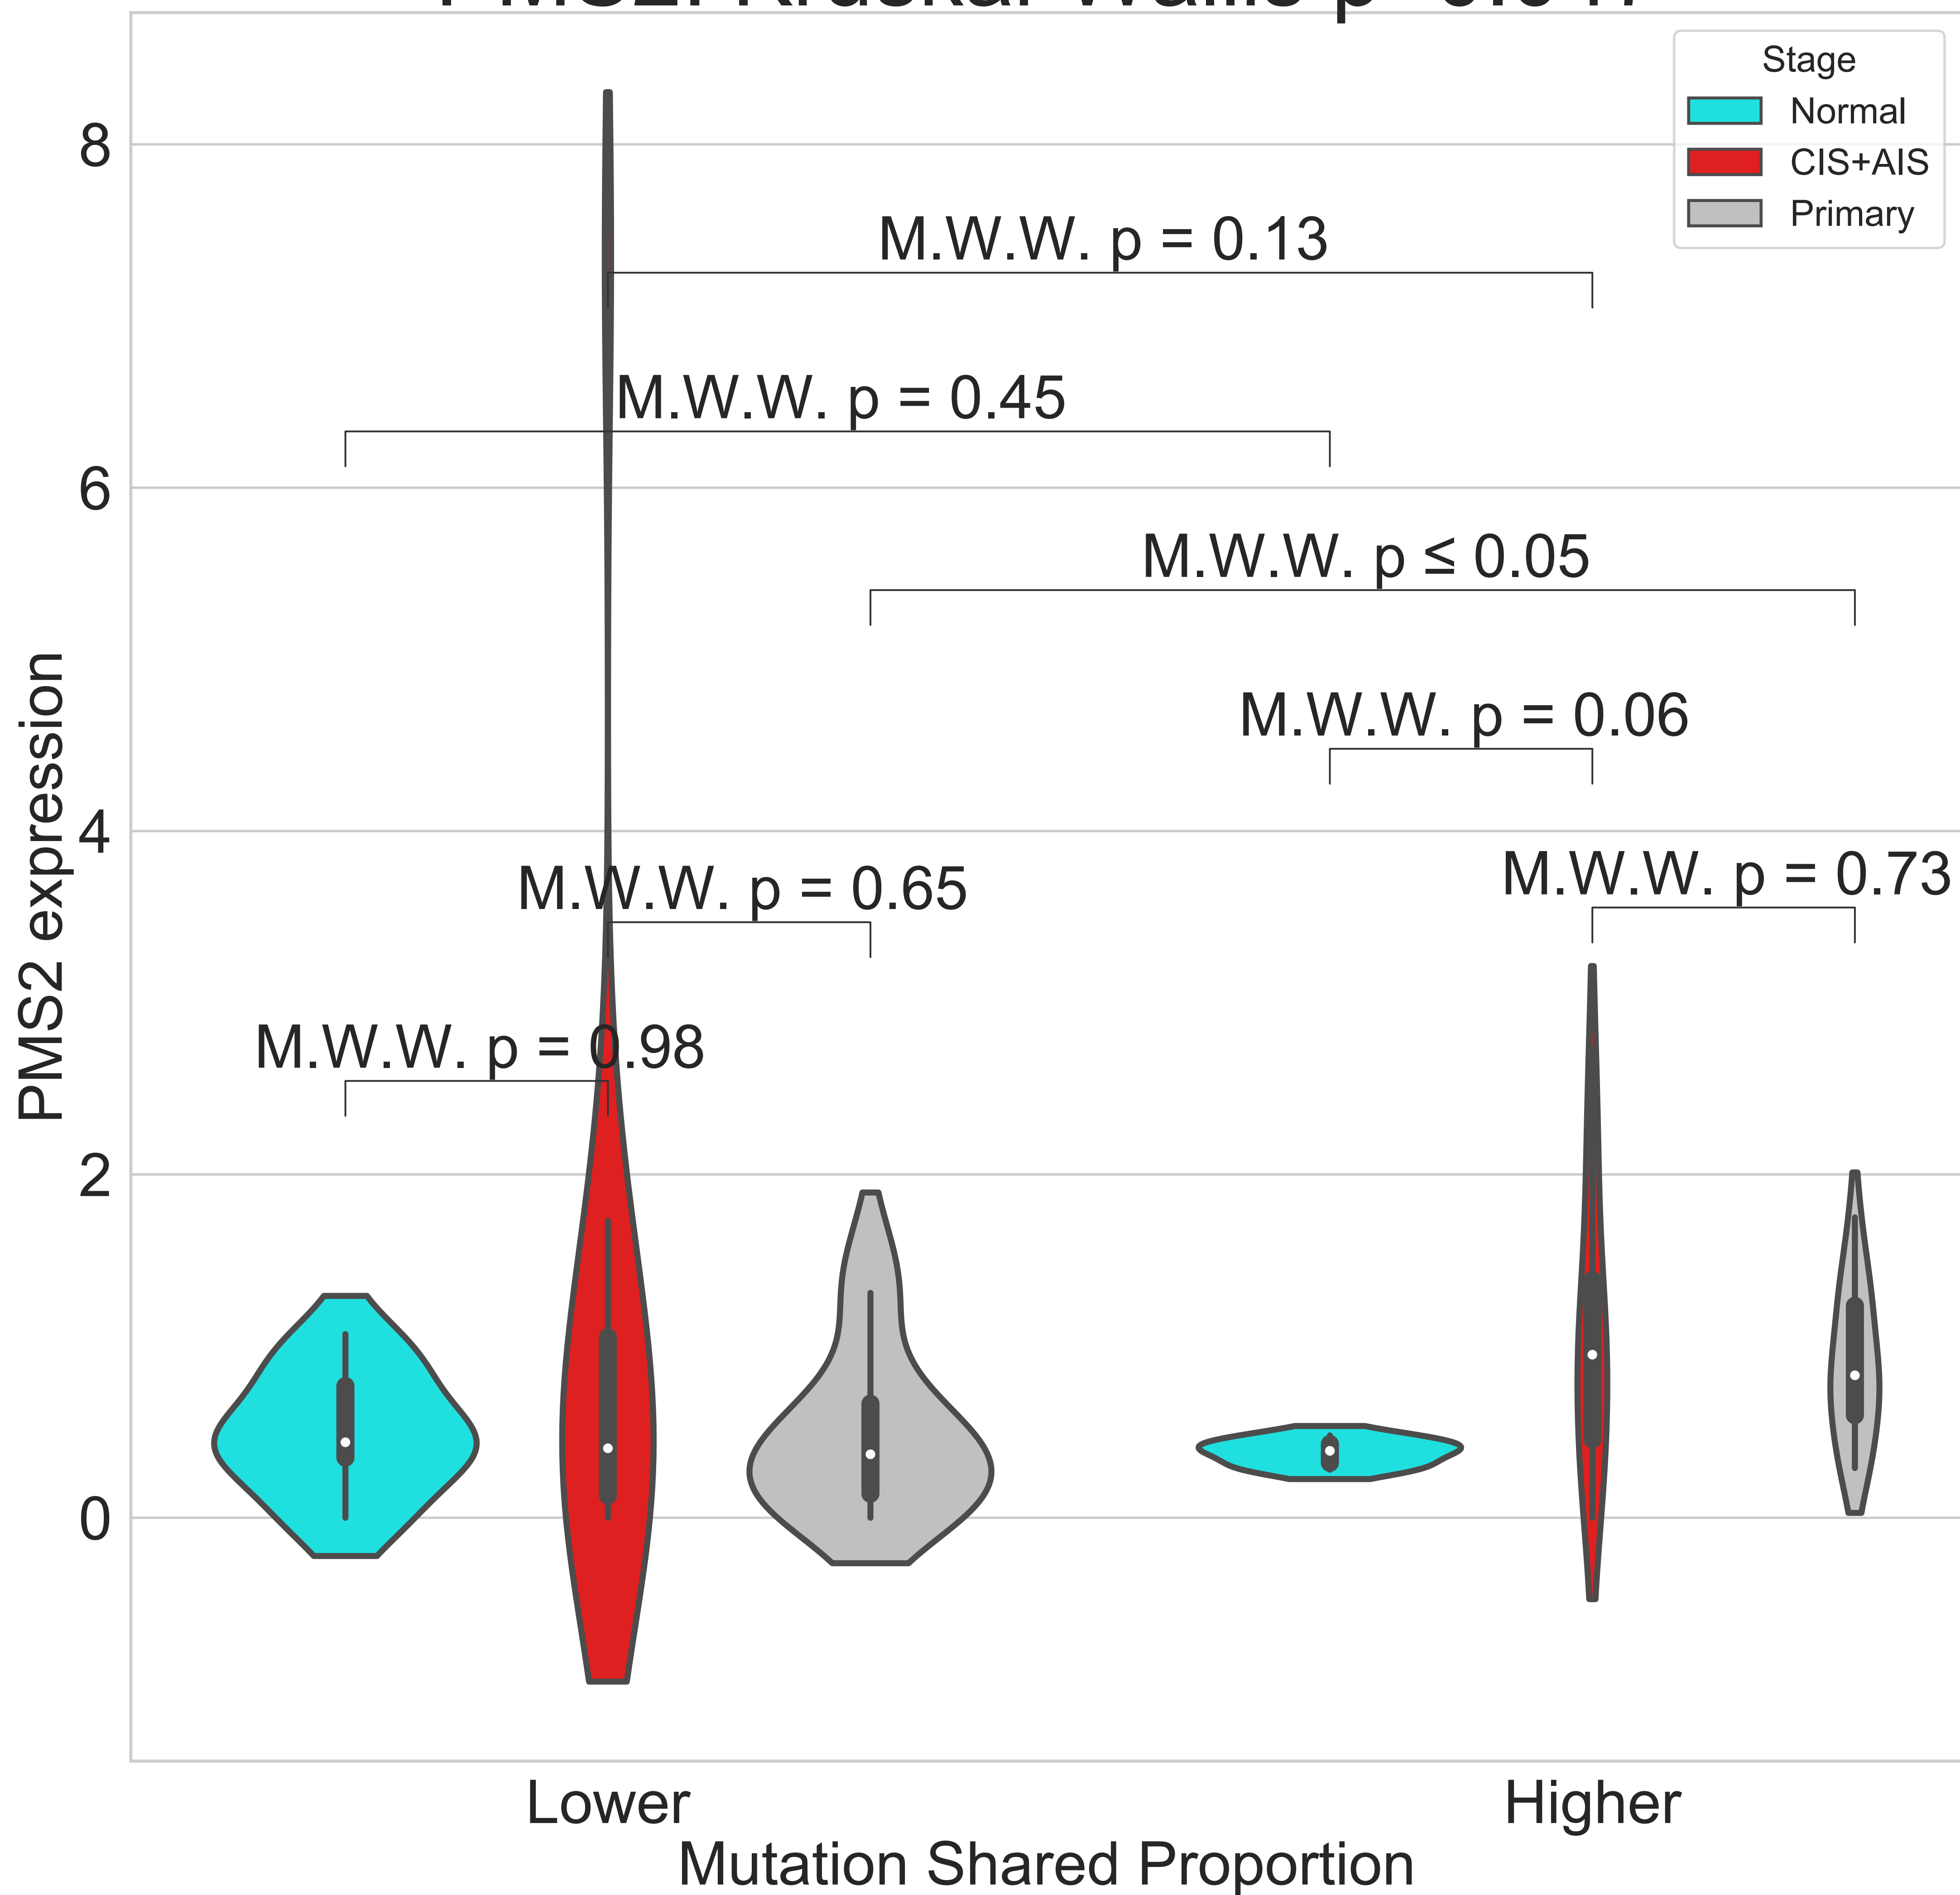 Stage
Normal
CIS+AIS
Primary
M.W.W. p = 0.13
M.W.W. p = 0.45
M.W.W. p ≤ 0.05
M.W.W. p = 0.06
M.W.W. p = 0.73
M.W.W. p = 0.65
M.W.W. p = 0.98
PMS2 expression
8
6
4
2
0
Lower
Higher
Mutation Shared Proportion